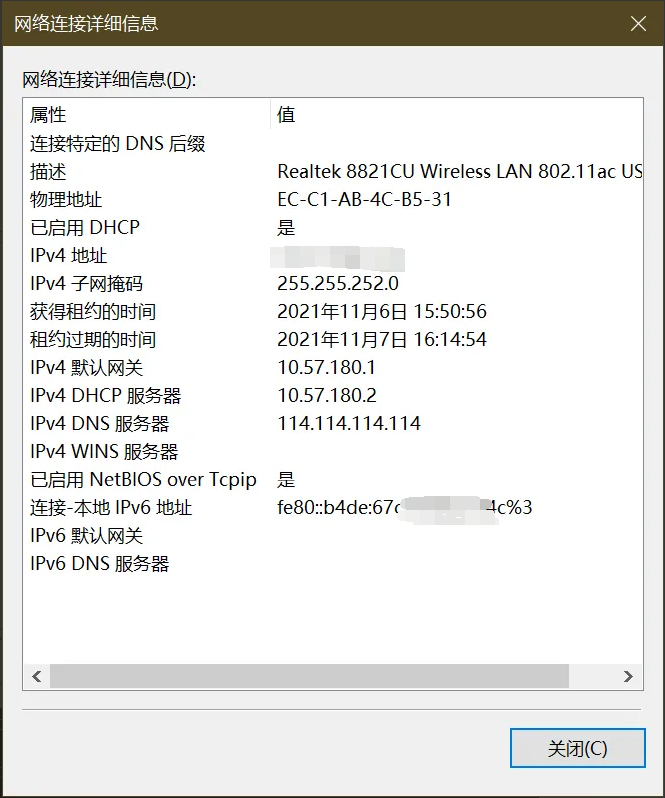 网络连接详细信息
网络连接详细信息(D):
属性 值
连接特定的 DNS 后缀
描述 Realtek 8821CU Wireless LAN 802.11ac US
物理地址 EC-C1-AB-4C-B5-31
已启用 DHCP 是
IPv4 地址
IPv4 子网掩码 255.255.252.0
获得租约的时间 2021年11月6日 15:50:56
租约过期的时间 2021年11月7日 16:14:54
IPv4 默认网关 10.57.180.1
IPv4 DHCP 服务器 10.57.180.2
IPv4 DNS 服务器 114.114.114.114
IPv4 WINS 服务器
已启用 NetBIOS over Tcpip 是
连接-本地 IPv6 地址 fe80::b4de:67 4c%3
IPv6 默认网关
IPv6 DNS 服务器
关闭(C)